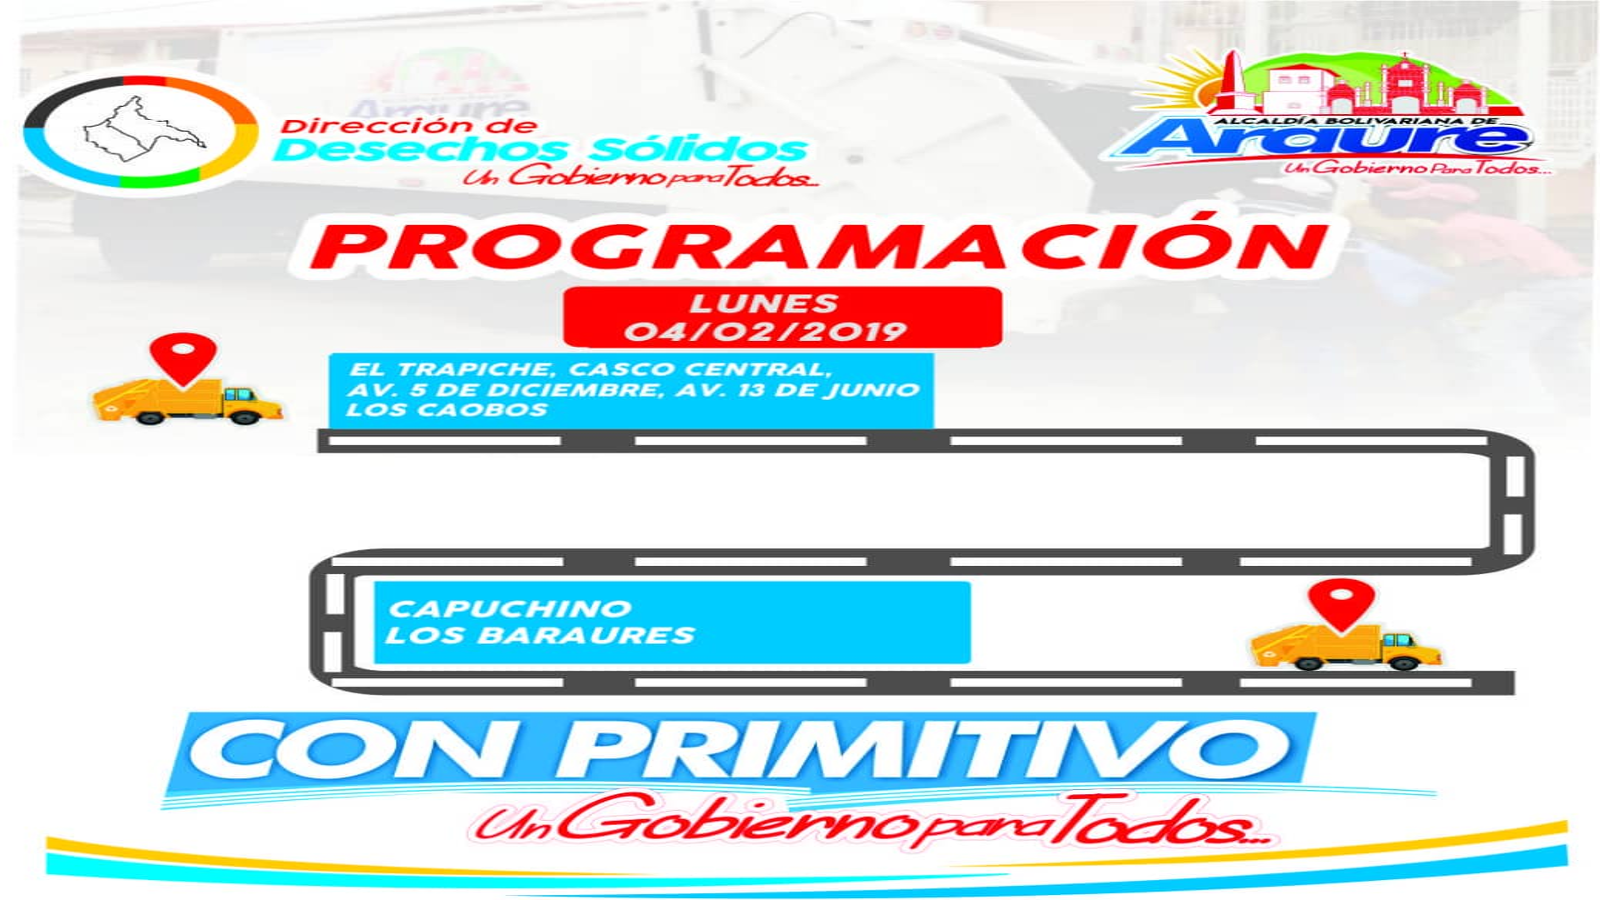 Dirección de
Desechos Sólidos
Un Gobierno para Todos...
ALCALDÍA BOLIVARIANA DE
Araure
Un Gobierno Para Todos...
Araure
PROGRAMACIÓN
LUNES
04/02/2019
EL TRAPICHE, CASCO CENTRAL,
AV. 5 DE DICIEMBRE, AV. 13 DE JUNIO
LOS CAOBOS
CAPUCHINO
LOS BARAURES
CON PRIMITIVO
Un Gobierno para Todos...